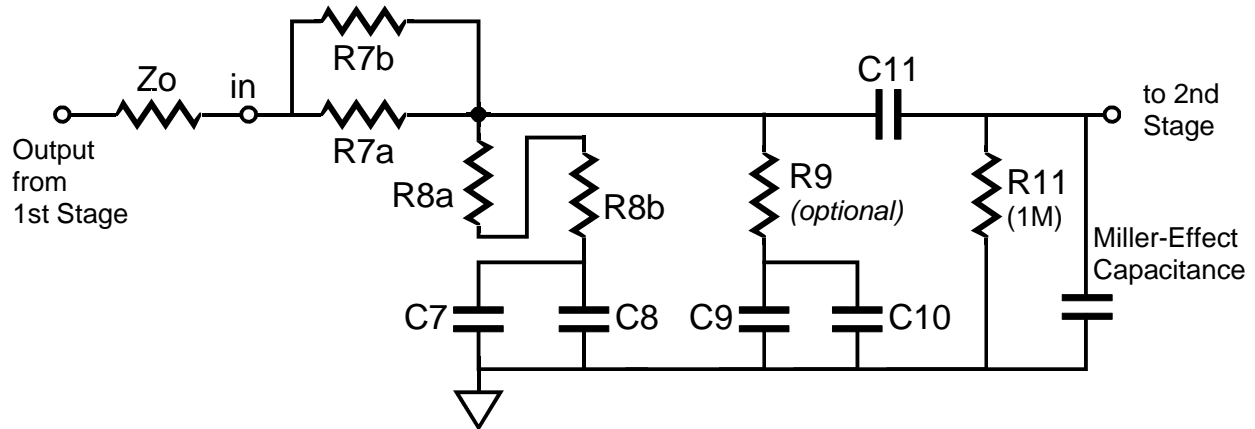 R7b
Zo
in
R7a
Output
from
1st Stage
C11
to 2nd
Stage
R8a
R8b
R9
(optional)
R11
(1M)
Miller-Effect
Capacitance
C7
C8
C9
C10